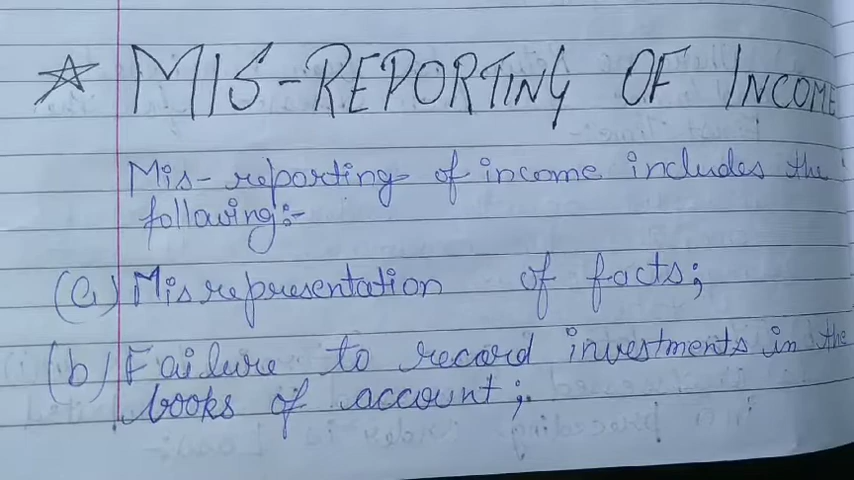 MIS-REPORTING OF INCOME
Mis-reporting of income includes the
following:-
(a) Misrepresentation of facts;
(b) Failure to record investments in the
books of account;